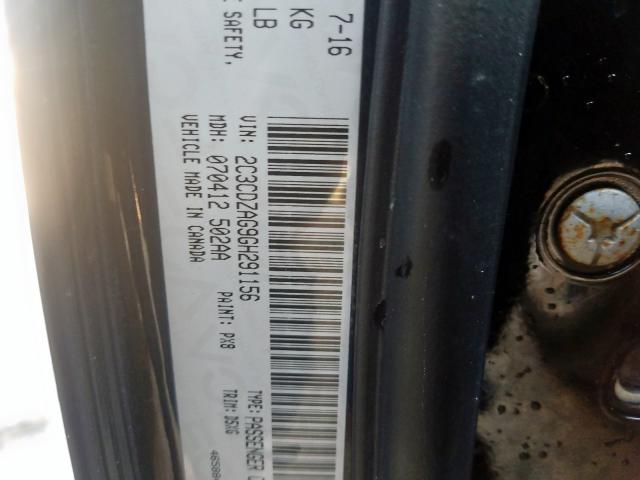 7-16
KG
LB
SAFETY,
VIN: 2C3CDZAG9GH291156 TYPE: PASSENGER
MDH: 070412 502AA PAINT: PX8 TRIM: DSXG
VEHICLE MADE IN CANADA